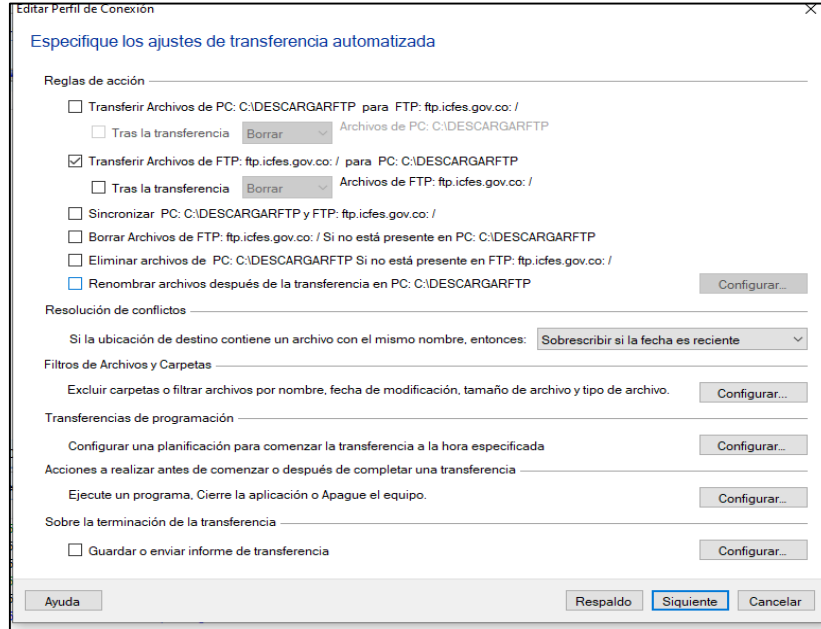 Editar Perfil de Conexión
Especifique los ajustes de transferencia automatizada
Reglas de acción
Transferir Archivos de PC: C:\DESCARGARFTP para FTP: ftp.icfes.gov.co: /
Tras la transferencia Borrar Archivos de PC: C:\DESCARGARFTP
Transferir Archivos de FTP: ftp.icfes.gov.co: / para PC: C:\DESCARGARFTP
Tras la transferencia Borrar Archivos de FTP: ftp.icfes.gov.co: /
Sincronizar PC: C:\DESCARGARFTP y FTP: ftp.icfes.gov.co: /
Borrar Archivos de FTP: ftp.icfes.gov.co: / Si no está presente en PC: C:\DESCARGARFTP
Eliminar archivos de PC: C:\DESCARGARFTP Si no está presente en FTP: ftp.icfes.gov.co: /
Renombrar archivos después de la transferencia en PC: C:\DESCARGARFTP Configurar...
Resolución de conflictos
Si la ubicación de destino contiene un archivo con el mismo nombre, entonces: Sobrescribir si la fecha es reciente
Filtros de Archivos y Carpetas
Excluir carpetas o filtrar archivos por nombre, fecha de modificación, tamaño de archivo y tipo de archivo. Configurar...
Transferencias de programación
Configurar una planificación para comenzar la transferencia a la hora especificada Configurar...
Acciones a realizar antes de comenzar o después de completar una transferencia
Ejecute un programa, Cierre la aplicación o Apague el equipo. Configurar...
Sobre la terminación de la transferencia
Guardar o enviar informe de transferencia Configurar...
Ayuda Respaldo Siquiente Cancelar